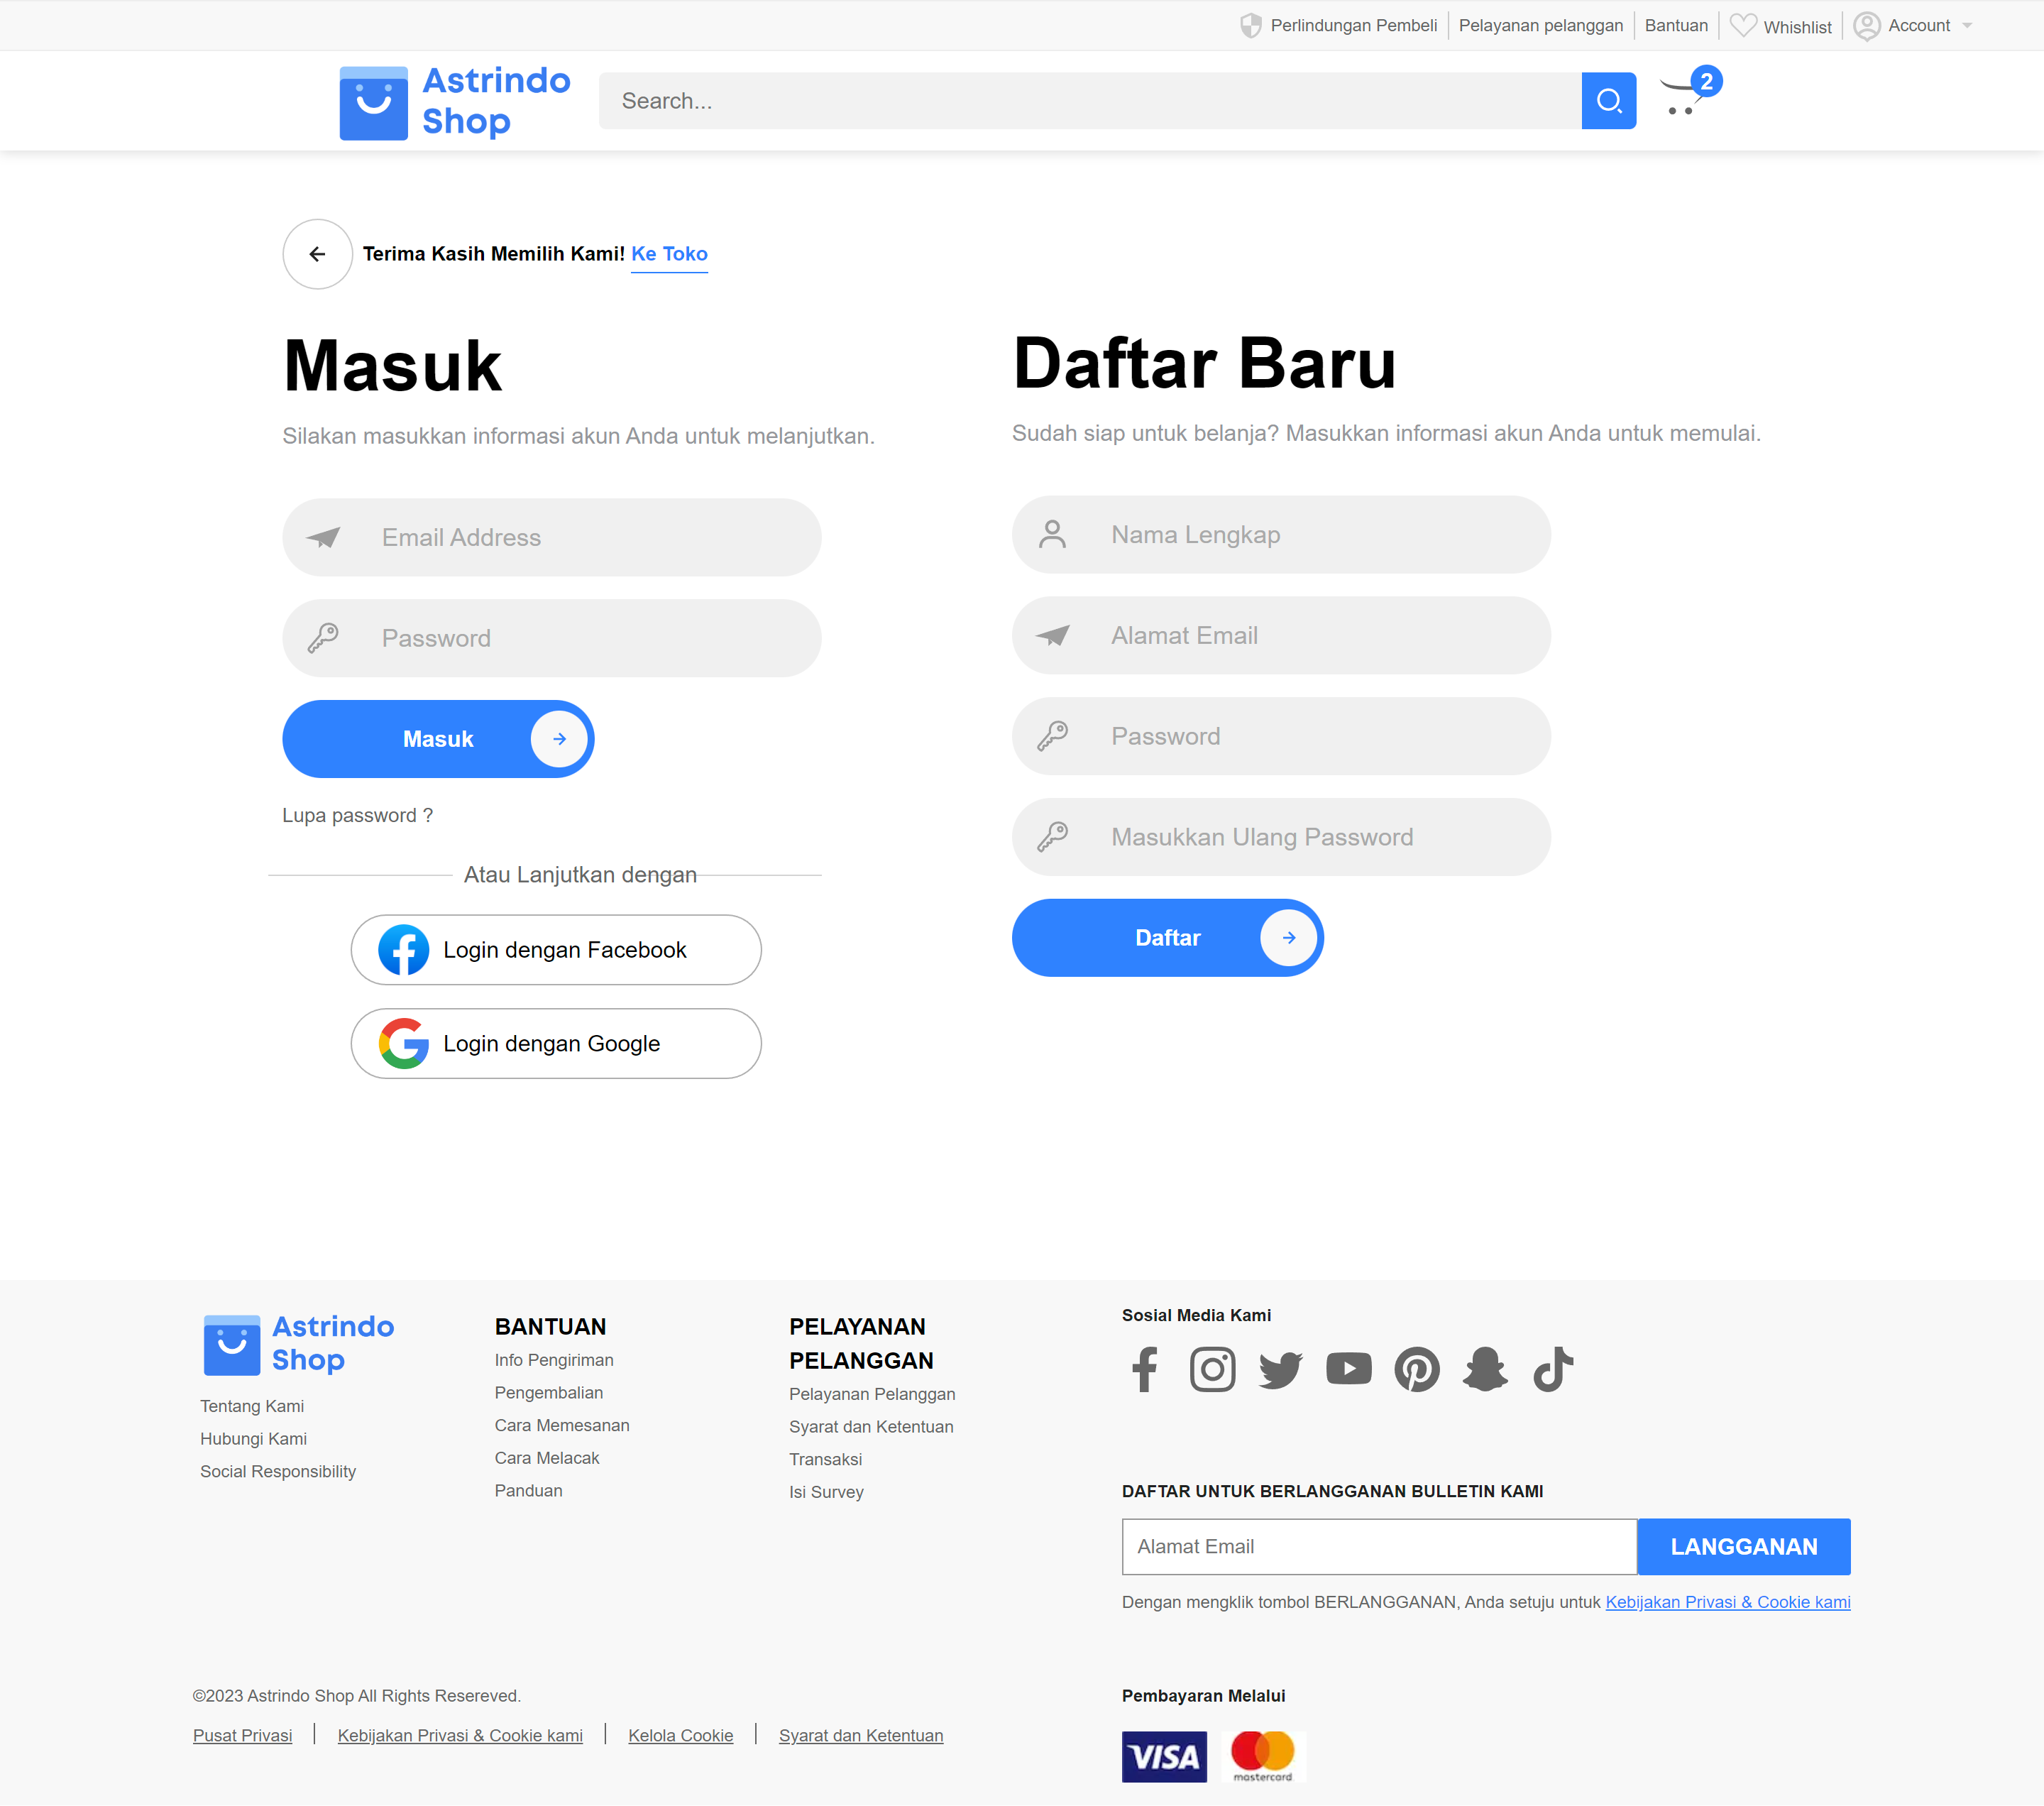 Perlindungan Pembeli
Pelayanan pelanggan
Bantuan
Whishlist
Account
Astrindo
Shop
Search...
2
Terima Kasih Memilih Kami! Ke Toko
Masuk
Silakan masukkan informasi akun Anda untuk melanjutkan.
Email Address
Password
Masuk
Lupa password ?
Atau Lanjutkan dengan
Login dengan Facebook
Login dengan Google
Daftar Baru
Sudah siap untuk belanja? Masukkan informasi akun Anda untuk memulai.
Nama Lengkap
Alamat Email
Password
Masukkan Ulang Password
Daftar
Astrindo
Shop
Tentang Kami
Hubungi Kami
Social Responsibility
BANTUAN
Info Pengiriman
Pengembalian
Cara Memesanan
Cara Melacak
Panduan
PELAYANAN
PELANGGAN
Pelayanan Pelanggan
Syarat dan Ketentuan
Transaksi
Isi Survey
Sosial Media Kami
DAFTAR UNTUK BERLANGGANAN BULLETIN KAMI
Alamat Email
LANGGANAN
Dengan mengklik tombol BERLANGGANAN, Anda setuju untuk Kebijakan Privasi & Cookie kami
©2023 Astrindo Shop All Rights Resereved.
Pusat Privasi
Kebijakan Privasi & Cookie kami
Kelola Cookie
Syarat dan Ketentuan
Pembayaran Melalui
VISA
mastercard